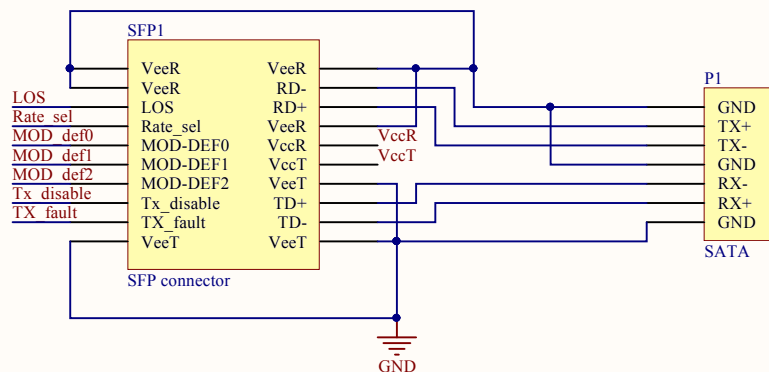 SFP1
VeeR
VeeR
LOS
Rate_sel
MOD-DEF0
MOD-DEF1
MOD-DEF2
Tx_disable
TX_fault
VeeT
VeeR
RD-
RD+
VeeR
VccR
VccT
VeeT
TD+
TD-
VeeT
SFP connector
LOS
Rate_sel
MOD_def0
MOD_def1
MOD_def2
Tx_disable
TX_fault
VccR
VccT
GND
P1
GND
TX+
TX-
GND
RX-
RX+
GND
SATA